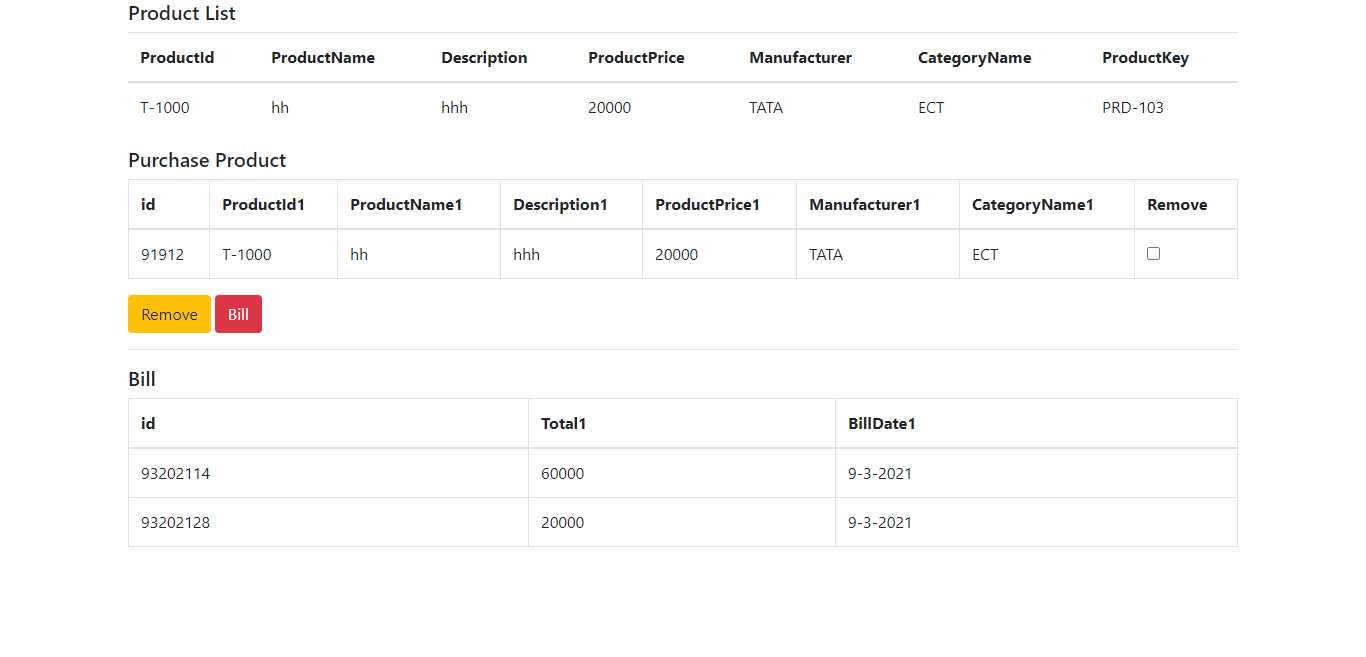 Product List
ProductId ProductName Description ProductPrice Manufacturer CategoryName ProductKey
T-1000 hh hhh 20000 TATA ECT PRD-103
Purchase Product
id ProductId1 ProductName1 Description1 ProductPrice1 Manufacturer1 CategoryName1 Remove
91912 T-1000 hh hhh 20000 TATA ECT
Remove Bill
Bill
id Total1 BillDate1
93202114 60000 9-3-2021
93202128 20000 9-3-2021